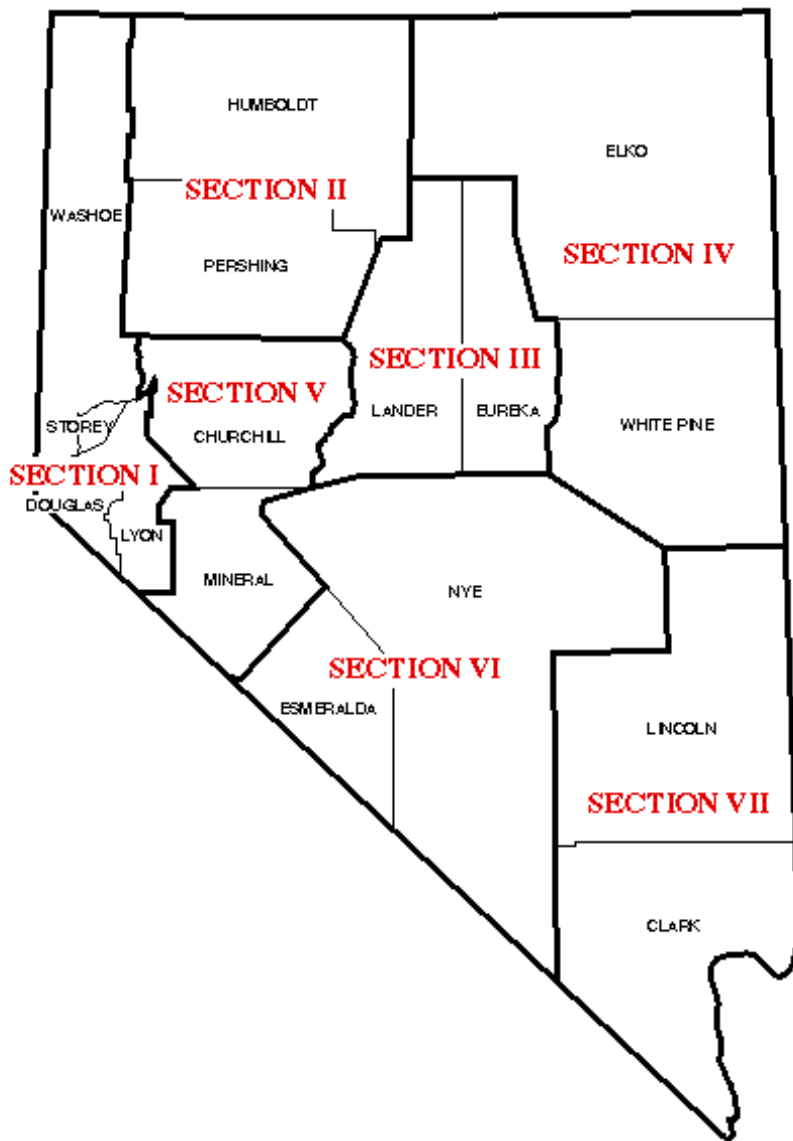 HUMBOLDT
ELKO
SECTION II
WASHOE
SECTION IV
PERSHING
SECTION III
SECTION V
LANDER
EUREKA
STOREY
CHURCHILL
WHITE PINE
SECTION I
DOUGLAS
LYON
MINERAL
NYE
SECTION VI
ESMERALDA
LINCOLN
SECTION VII
CLARK